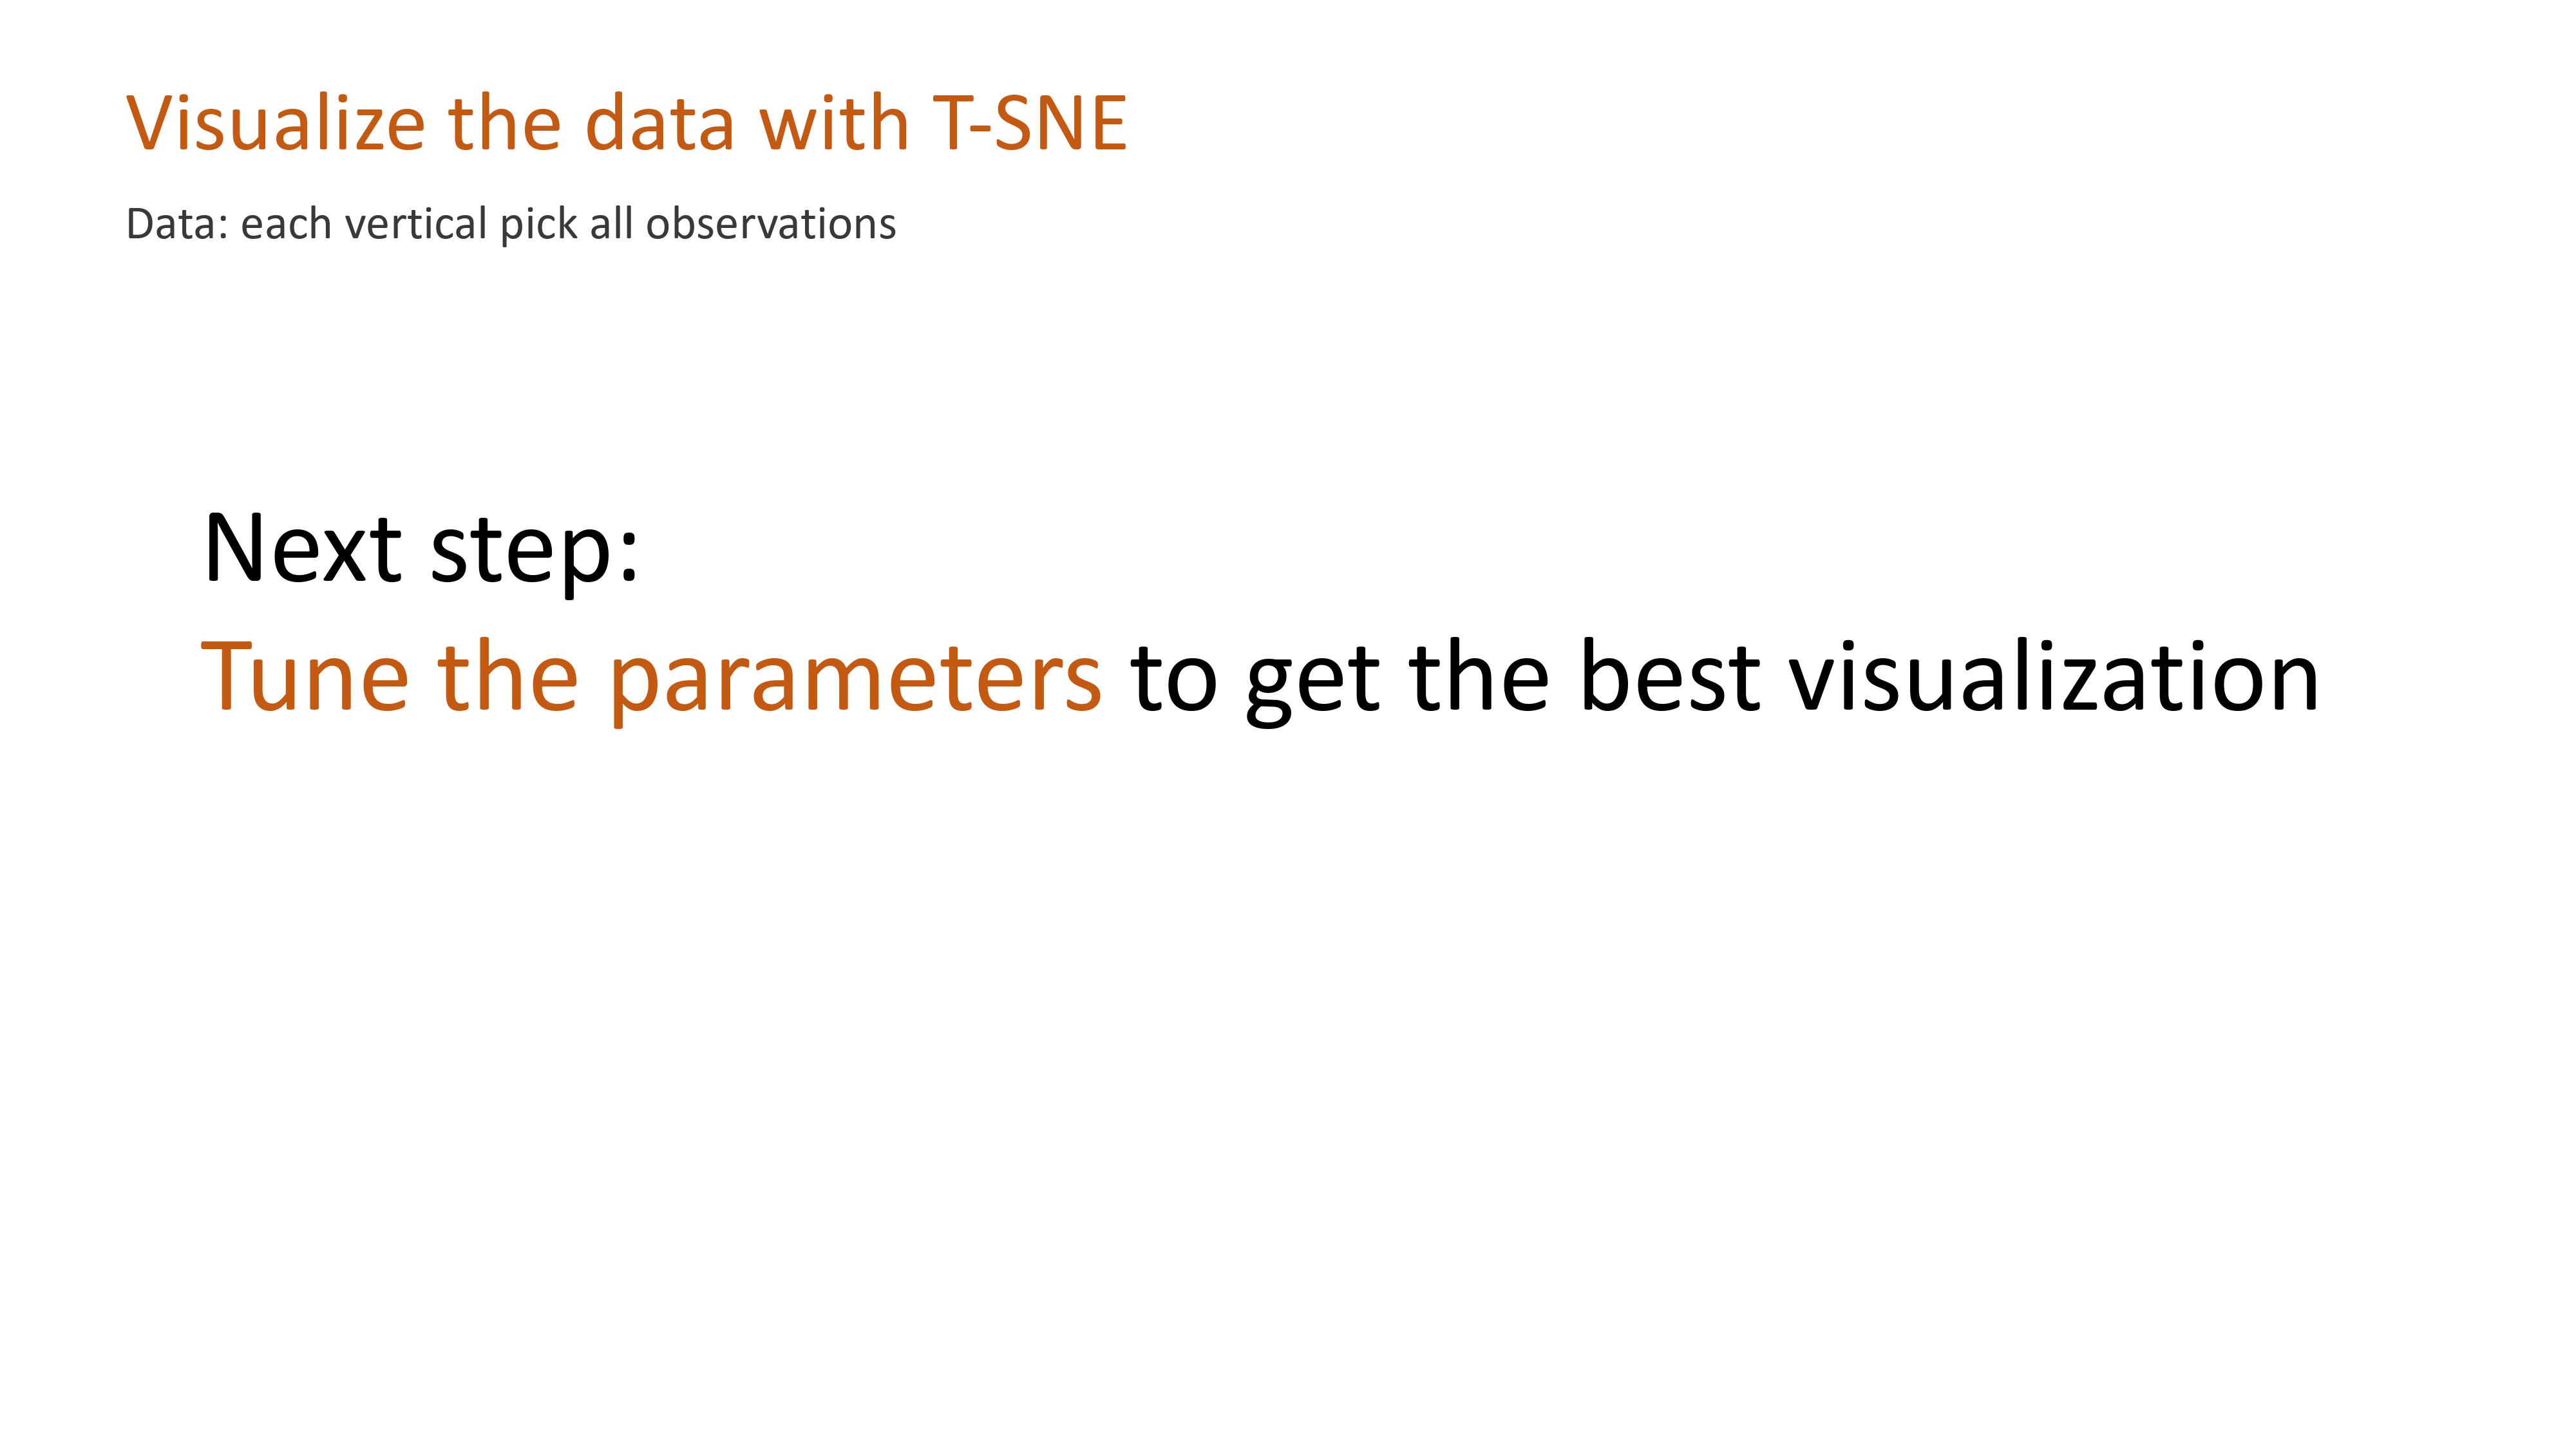 Visualize the data with T-SNE
Data: each vertical pick all observations
Next step:
Tune the parameters to get the best visualization